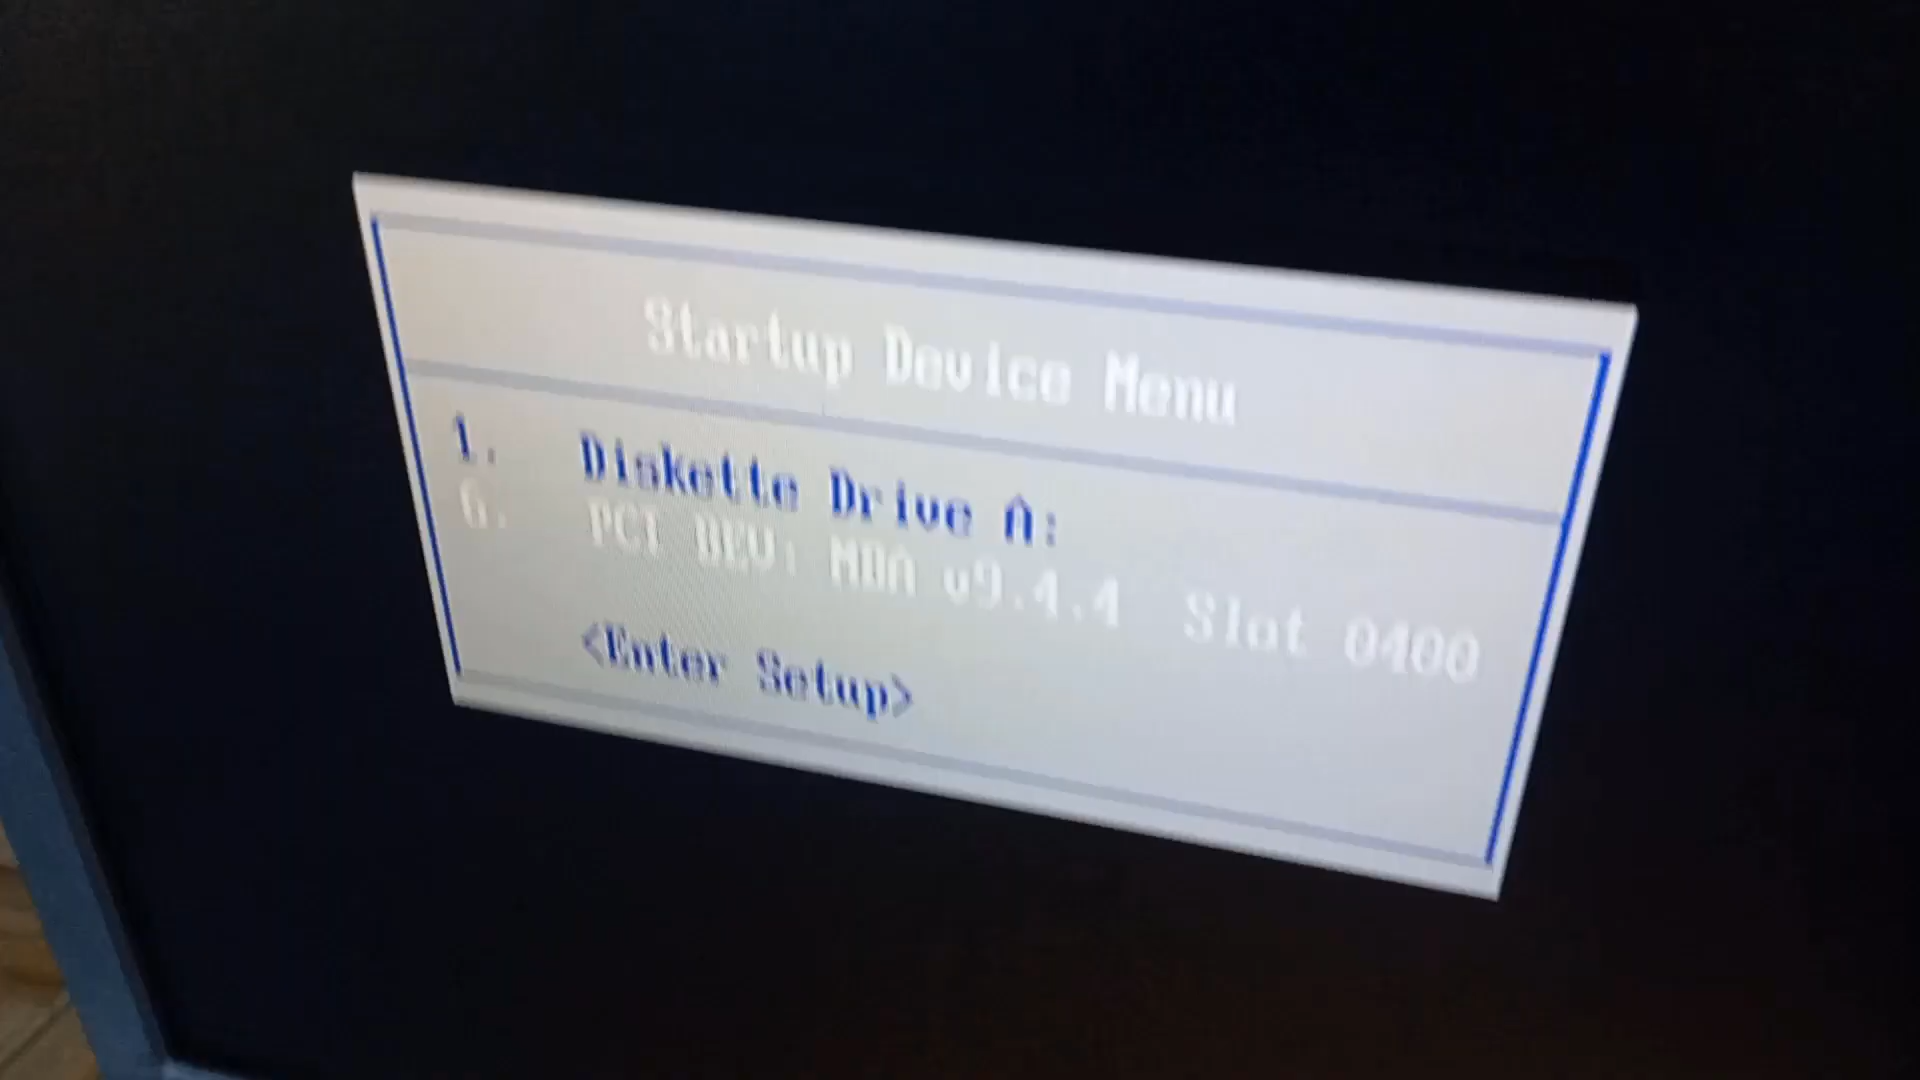 Startup Device Menu
1. Diskette Drive A:
6. PCI BEV: MBA v9.4.4 Slot 0400
<Enter Setup>